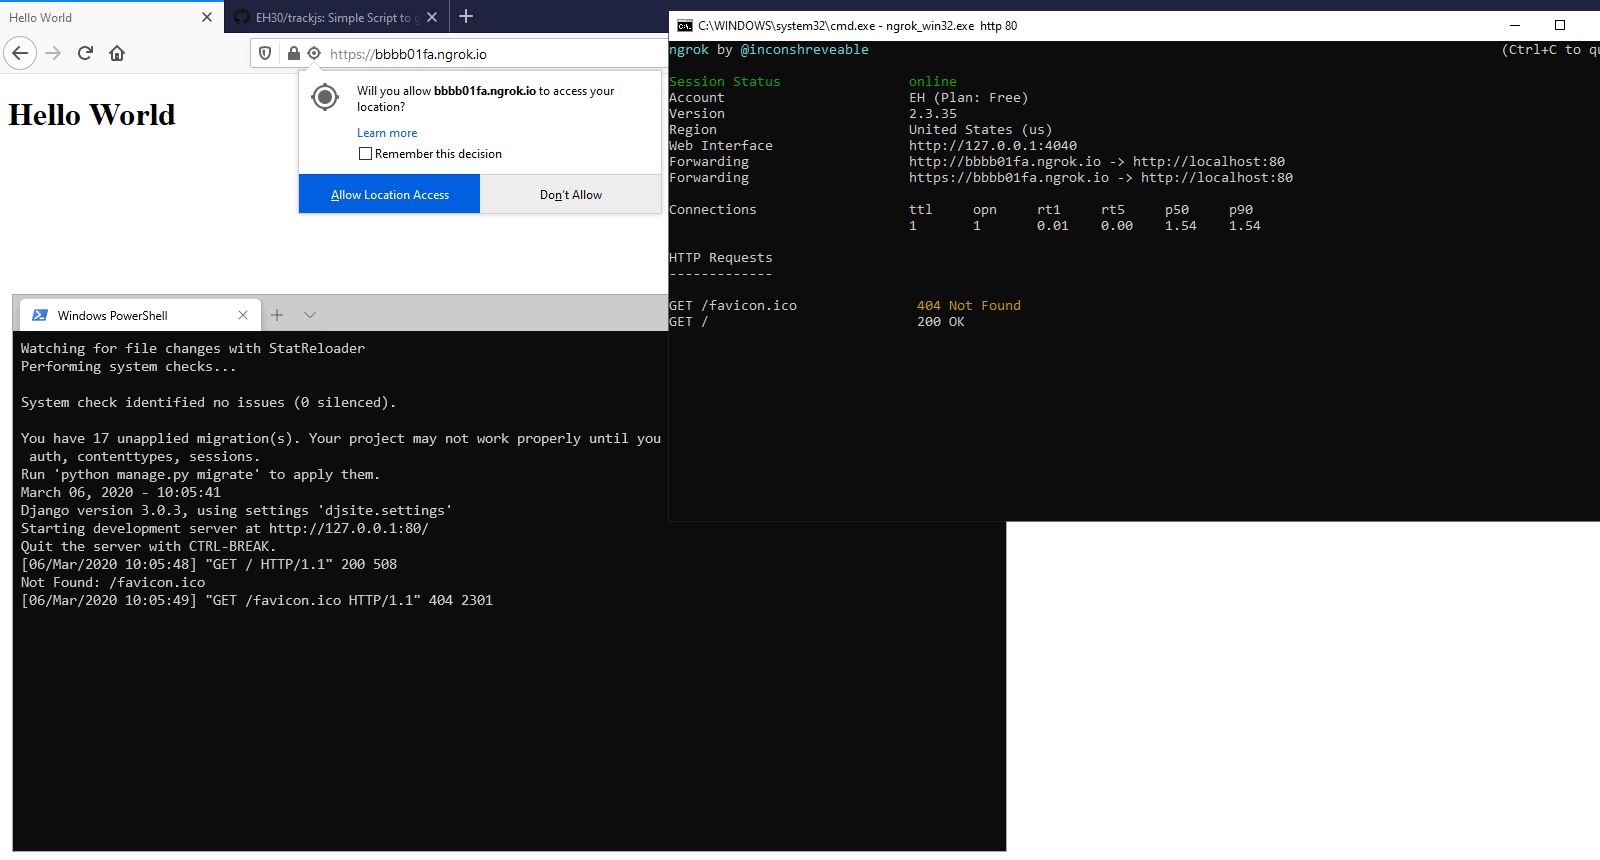 Hello World
EH30/trackjs: Simple Script to g
https://bbbb01fa.ngrok.io
Hello World
Will you allow bbbb01fa.ngrok.io to access your
location?
Learn more
Remember this decision
Allow Location Access
Don't Allow
C:\WINDOWS\system32\cmd.exe - ngrok_win32.exe  http 80
ngrok by @inconshreveable (Ctrl+C to qu
Session Status online
Account EH (Plan: Free)
Version 2.3.35
Region United States (us)
Web Interface http://127.0.0.1:4040
Forwarding http://bbbb01fa.ngrok.io -> http://localhost:80
Forwarding https://bbbb01fa.ngrok.io -> http://localhost:80
Connections ttl opn rt1 rt5 p50 p90
1 1 0.01 0.00 1.54 1.54
HTTP Requests
-------------
GET /favicon.ico 404 Not Found
GET / 200 OK
Windows PowerShell
Watching for file changes with StatReloader
Performing system checks...
System check identified no issues (0 silenced).
You have 17 unapplied migration(s). Your project may not work properly until you
auth, contenttypes, sessions.
Run 'python manage.py migrate' to apply them.
March 06, 2020 - 10:05:41
Django version 3.0.3, using settings 'djsite.settings'
Starting development server at http://127.0.0.1:80/
Quit the server with CTRL-BREAK.
[06/Mar/2020 10:05:48] "GET / HTTP/1.1" 200 508
Not Found: /favicon.ico
[06/Mar/2020 10:05:49] "GET /favicon.ico HTTP/1.1" 404 2301